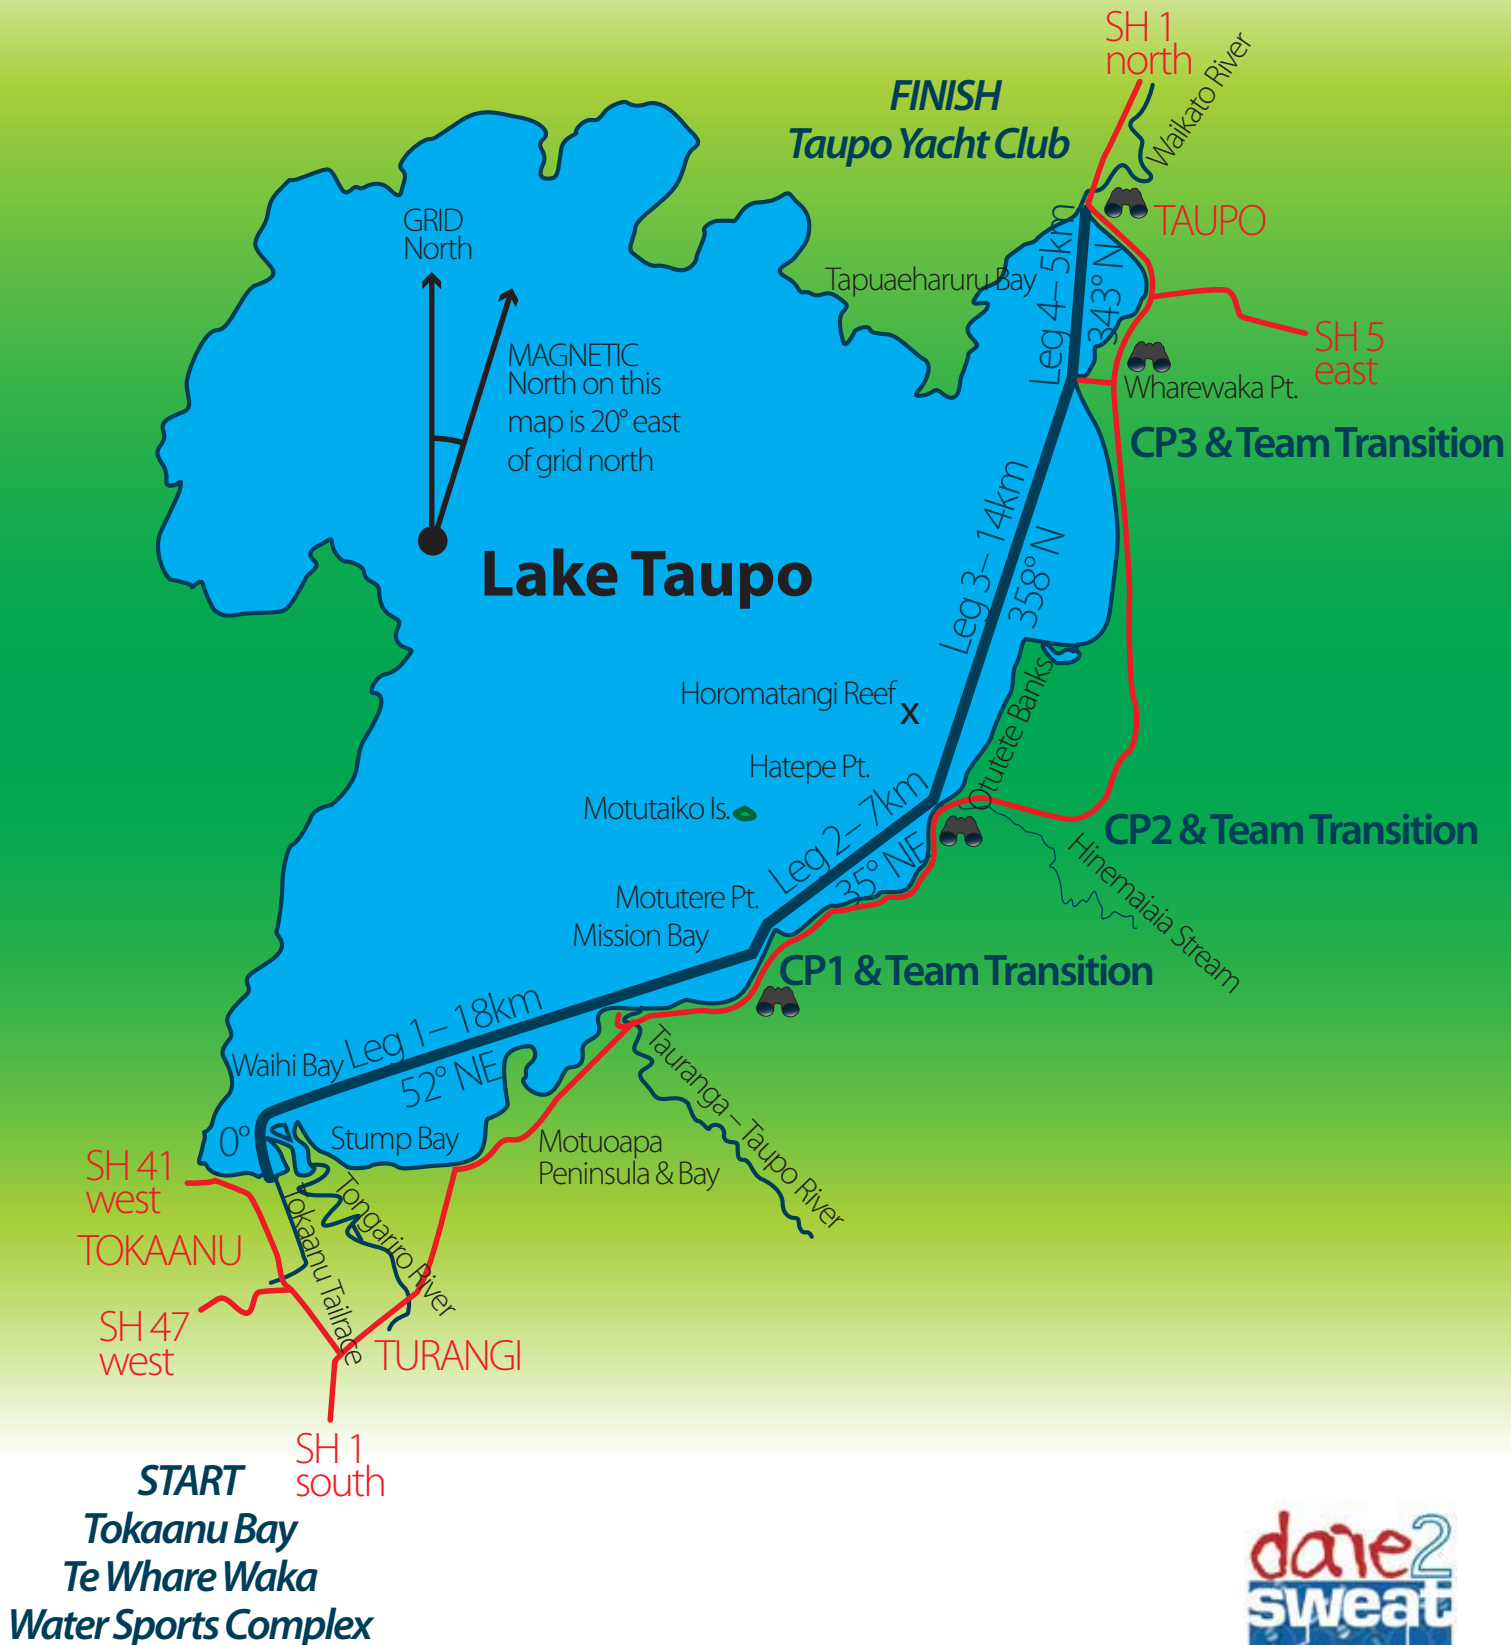 SH 1
north
Waikato River
FINISH
Taupo Yacht Club
TAUPO
GRID
North
Tapuaeharuru Bay
Leg 4– 5km
343° N
SH 5
east
MAGNETIC
North on this
map is 20° east
of grid north
Wharewaka Pt.
CP3 & Team Transition
Leg 3– 14km
358° N
Lake Taupo
Horomatangi Reef
x
Otutete Banks
Hatepe Pt.
Motutaiko Is.
Leg 2– 7km
35° NE
CP2 & Team Transition
Hinemaiaia Stream
Motutere Pt.
Mission Bay
CP1 & Team Transition
Leg 1– 18km
52° NE
Waihi Bay
Tauranga – Taupo River
0°
Stump Bay
Motuoapa
Peninsula & Bay
SH 41
west
TOKAANU
Tokaanu Tailrace
Tongariro River
SH 47
west
TURANGI
SH 1
south
START
Tokaanu Bay
Te Whare Waka
Water Sports Complex
dare2
sweat